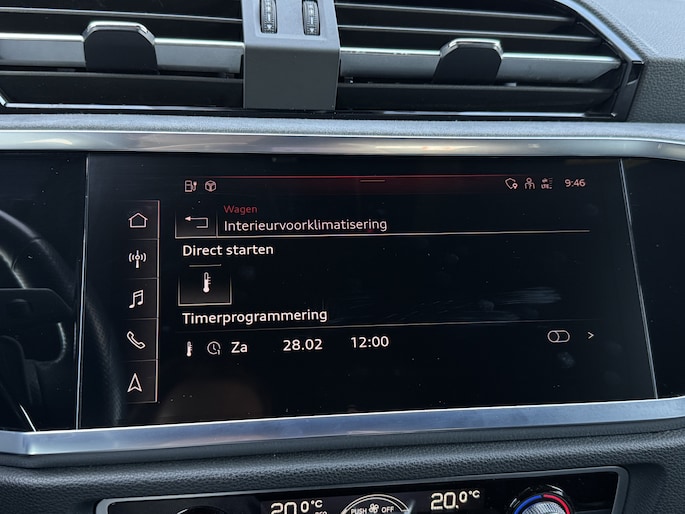 9:46
Wagen
Interieurvoorklimatisering
Direct starten
Timerprogrammering
Za 28.02 12:00
20.0°C
PUSH OFF
20.0°C